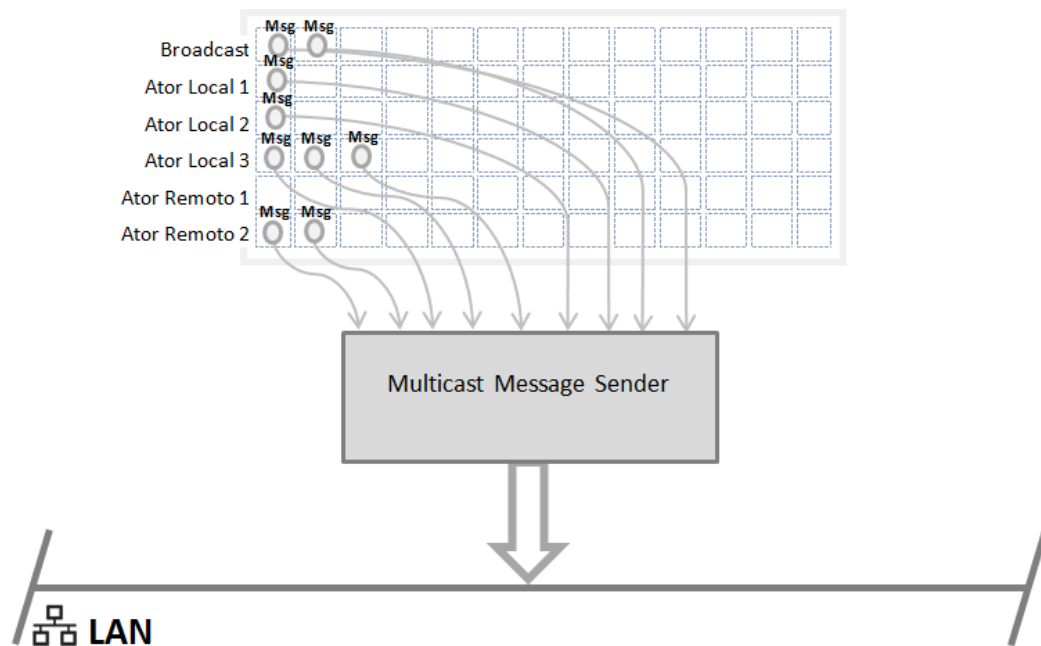 Msg Msg
Broadcast
Msg
Ator Local 1
Msg
Ator Local 2
Msg Msg Msg
Ator Local 3
Ator Remoto 1
Msg Msg
Ator Remoto 2
Multicast Message Sender
LAN